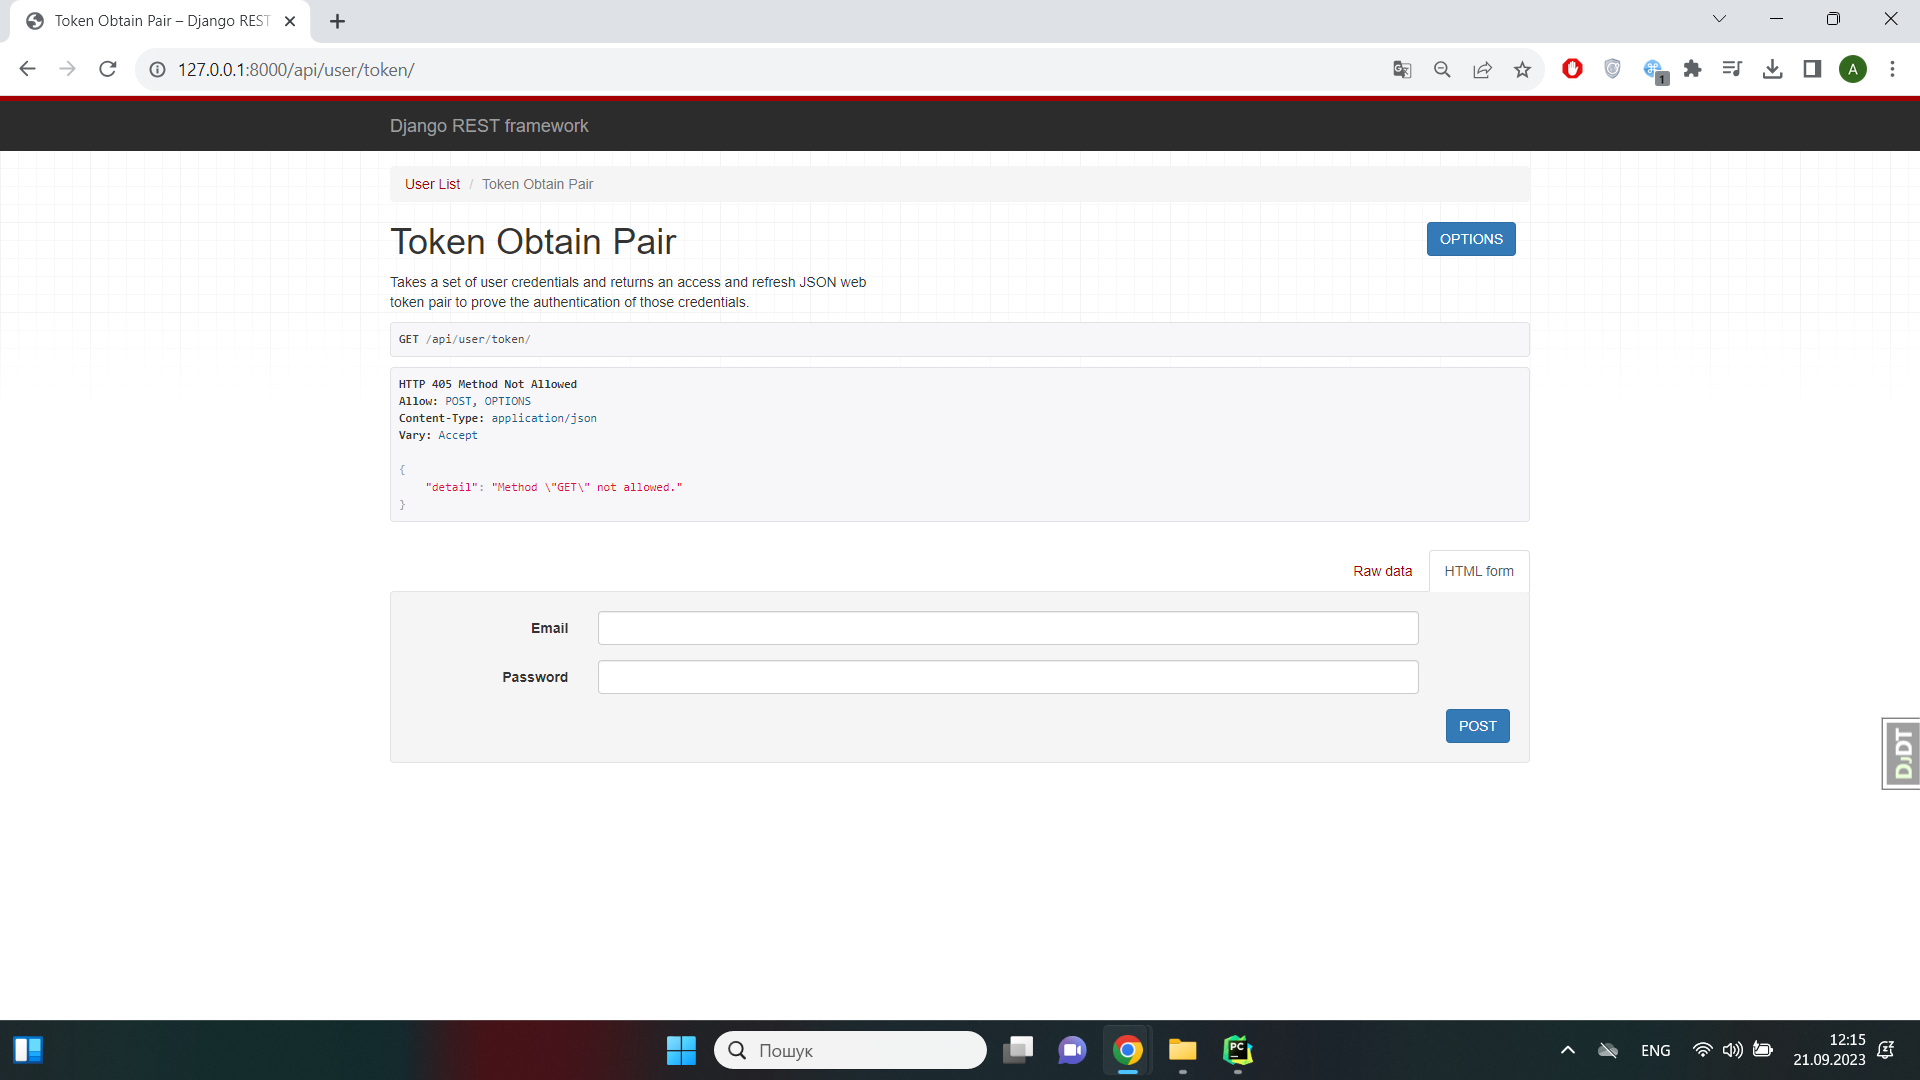 Token Obtain Pair – Django REST
127.0.0.1:8000/api/user/token/
1
A
Django REST framework
User List / Token Obtain Pair
Token Obtain Pair
OPTIONS
Takes a set of user credentials and returns an access and refresh JSON web
token pair to prove the authentication of those credentials.
GET /api/user/token/
HTTP 405 Method Not Allowed
Allow: POST, OPTIONS
Content-Type: application/json
Vary: Accept
{
"detail": "Method \"GET\" not allowed."
}
Raw data
HTML form
Email
Password
POST
DJDT
Пошук
PC
ENG
12:15
21.09.2023